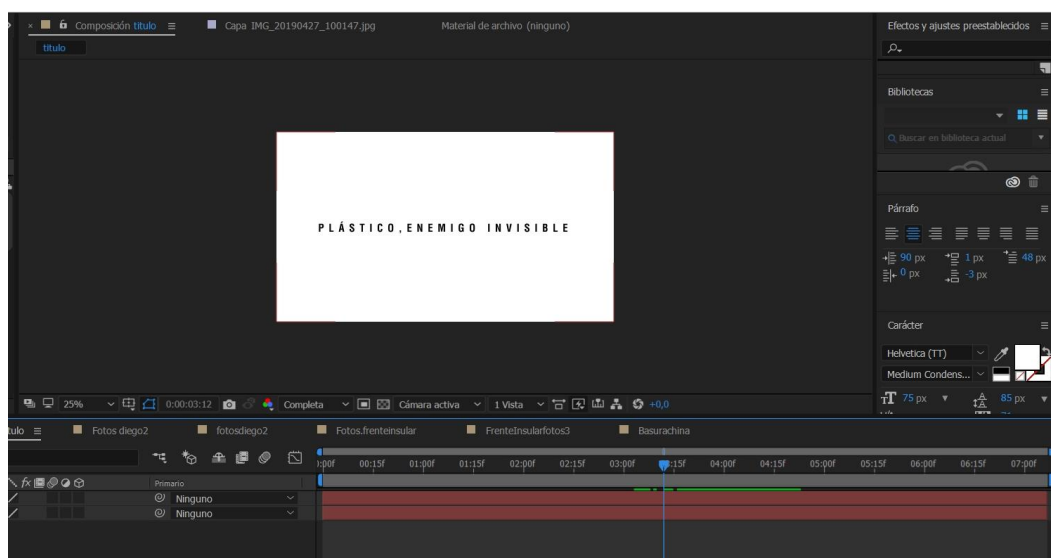 × Composición titulo ≡ Capa IMG_20190427_100147.jpg Material de archivo (ninguno)
titulo
PLÁSTICO,ENEMIGO INVISIBLE
25% 0:00:03:12 Completa Cámara activa 1 Vista +0,0
Efectos y ajustes preestablecidos
Bibliotecas
Buscar en biblioteca actual
Párrafo
90 px 1 px 48 px
0 px -3 px
Carácter
Helvetica (TT)
Medium Condens...
75 px 85 px
tulo Fotos diego2 fotosdiego2 Fotos.frenteinsular FrenteInsularfotos3 Basurachina
):00f 00:15f 01:00f 01:15f 02:00f 02:15f 03:00f :15f 04:00f 04:15f 05:00f 05:15f 06:00f 06:15f 07:00f
fx Primario
Ninguno
Ninguno